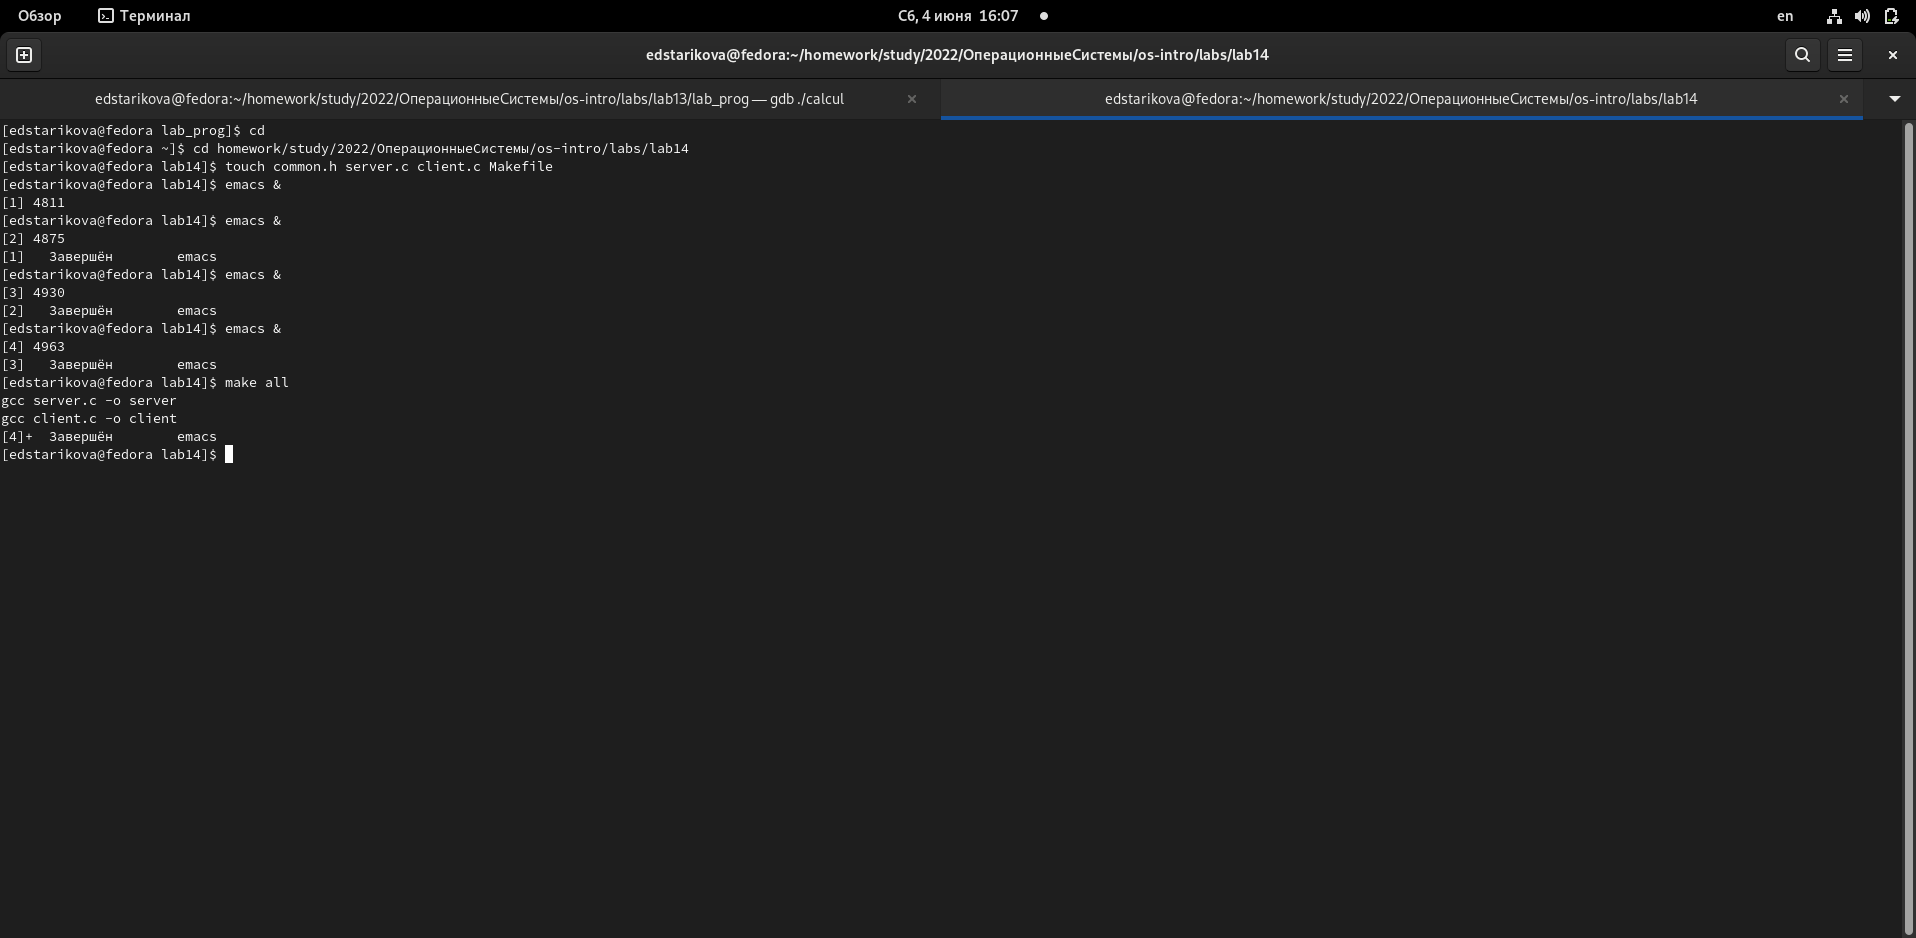 Обзор Терминал Сб, 4 июня 16:07 en
edstarikova@fedora:~/homework/study/2022/ОперационныеСистемы/os-intro/labs/lab14
edstarikova@fedora:~/homework/study/2022/ОперационныеСистемы/os-intro/labs/lab13/lab_prog — gdb ./calcul edstarikova@fedora:~/homework/study/2022/ОперационныеСистемы/os-intro/labs/lab14
[edstarikova@fedora lab_prog]$ cd
[edstarikova@fedora ~]$ cd homework/study/2022/ОперационныеСистемы/os-intro/labs/lab14
[edstarikova@fedora lab14]$ touch common.h server.c client.c Makefile
[edstarikova@fedora lab14]$ emacs &
[1] 4811
[edstarikova@fedora lab14]$ emacs &
[2] 4875
[1]   Завершён        emacs
[edstarikova@fedora lab14]$ emacs &
[3] 4930
[2]   Завершён        emacs
[edstarikova@fedora lab14]$ emacs &
[4] 4963
[3]   Завершён        emacs
[edstarikova@fedora lab14]$ make all
gcc server.c -o server
gcc client.c -o client
[4]+  Завершён        emacs
[edstarikova@fedora lab14]$